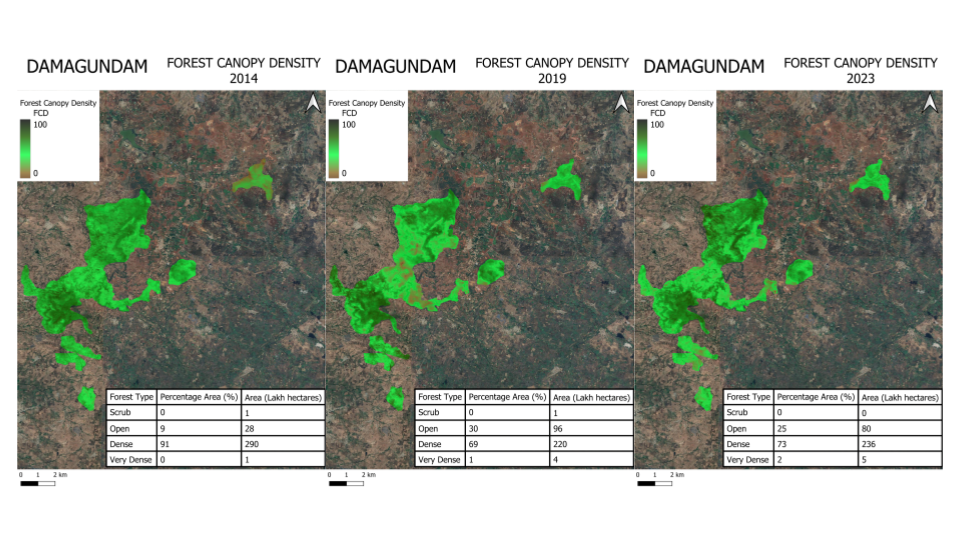 DAMAGUNDAM
FOREST CANOPY DENSITY
2014
Forest Canopy Density
FCD
100
0
Forest Type Percentage Area (%) Area (Lakh hectares)
Scrub 0 1
Open 9 28
Dense 91 290
Very Dense 0 1
0 1 2 km
DAMAGUNDAM
FOREST CANOPY DENSITY
2019
Forest Canopy Density
FCD
100
0
Forest Type Percentage Area (%) Area (Lakh hectares)
Scrub 0 1
Open 30 96
Dense 69 220
Very Dense 1 4
0 1 2 km
DAMAGUNDAM
FOREST CANOPY DENSITY
2023
Forest Canopy Density
FCD
100
0
Forest Type Percentage Area (%) Area (Lakh hectares)
Scrub 0 0
Open 25 80
Dense 73 236
Very Dense 2 5
0 1 2 km